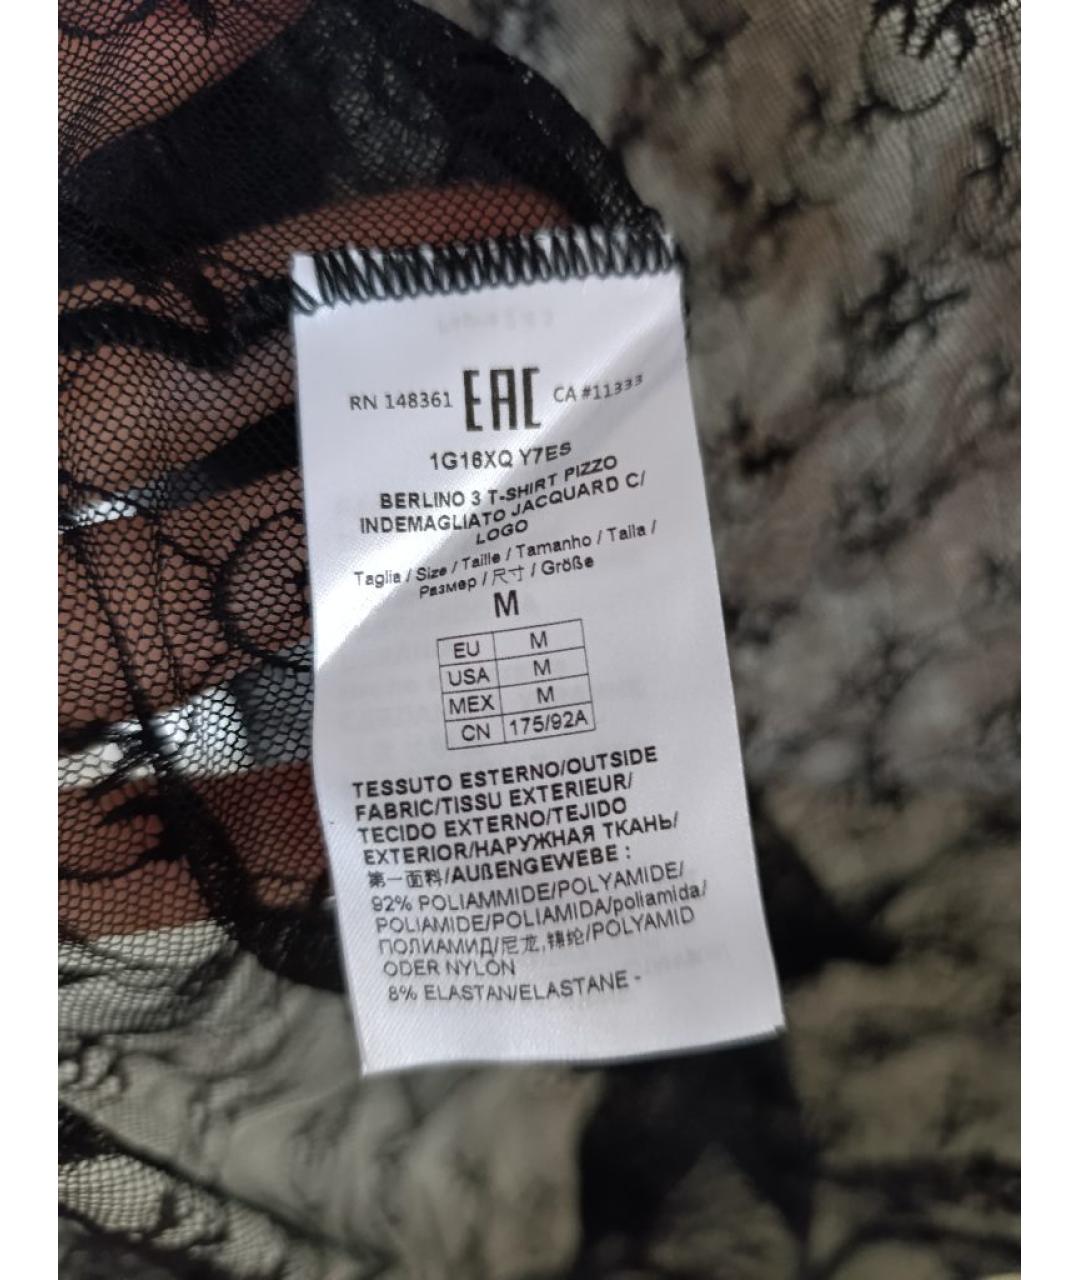 RN 148361 EAC CA #11333
1G16XQ Y7ES
BERLINO 3 T-SHIRT PIZZO
INDEMAGLIATO JACQUARD C/
LOGO
Taglia / Size / Taille / Tamanho / Talla /
Размер / 尺寸 / Größe
M
EU M
USA M
MEX M
CN 175/92A
TESSUTO ESTERNO/OUTSIDE
FABRIC/TISSU EXTERIEUR/
TECIDO EXTERNO/TEJIDO
EXTERIOR/НАРУЖНАЯ ТКАНЬ/
第一面料/AUßENGEWEBE :
92% POLIAMMIDE/POLYAMIDE/
POLIAMIDE/POLIAMIDA/poliamida/
ПОЛИАМИД/尼龙,锦纶/POLYAMID
ODER NYLON
8% ELASTAN/ELASTANE -